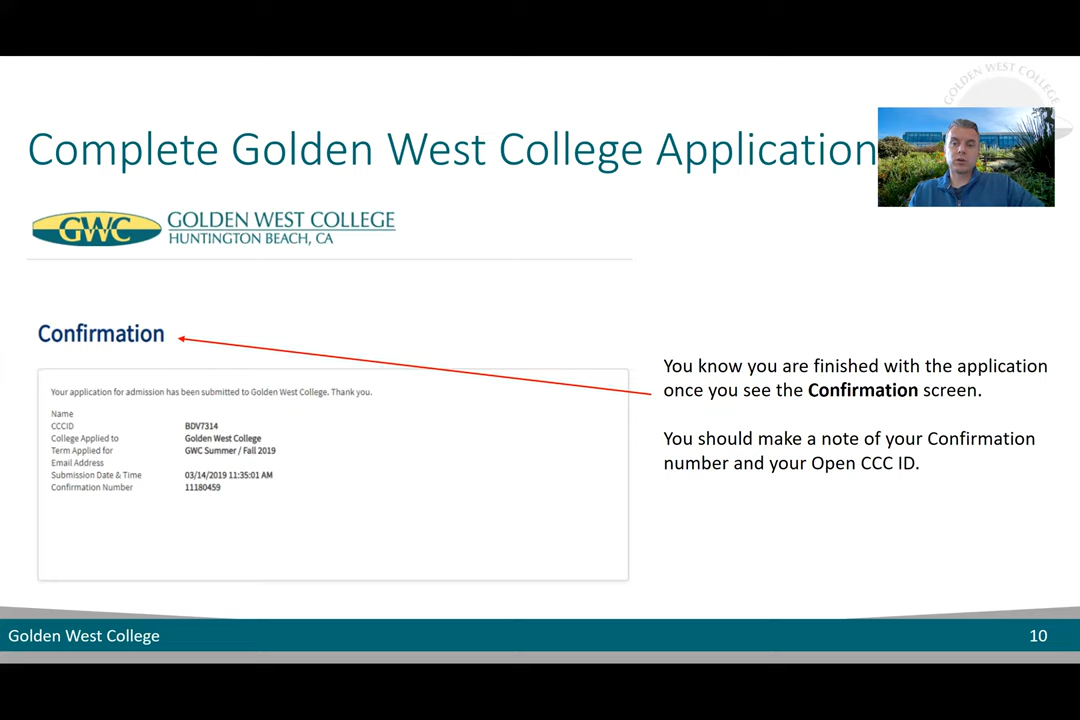 GOLDEN WEST COLLEGE
Complete Golden West College Application
GWC GOLDEN WEST COLLEGE
HUNTINGTON BEACH, CA
Confirmation
Your application for admission has been submitted to Golden West College. Thank you.
Name
CCCID BDV7314
College Applied to Golden West College
Term Applied for GWC Summer / Fall 2019
Email Address
Submission Date & Time 03/14/2019 11:35:01 AM
Confirmation Number 11180459
You know you are finished with the application
once you see the Confirmation screen.
You should make a note of your Confirmation
number and your Open CCC ID.
Golden West College 10